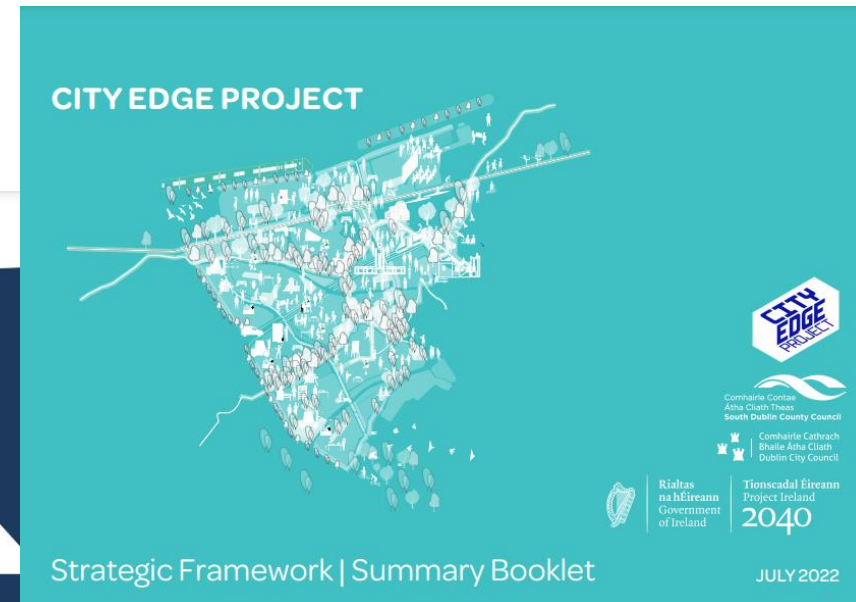 CITY EDGE PROJECT
CITY
EDGE
PROJECT
Comhairle Contae
Átha Cliath Theas
South Dublin County Council
Comhairle Cathrach
Bhaile Átha Cliath
Dublin City Council
Rialtas
na hÉireann
Government
of Ireland
Tionscadal Éireann
Project Ireland
2040
Strategic Framework | Summary Booklet
JULY 2022